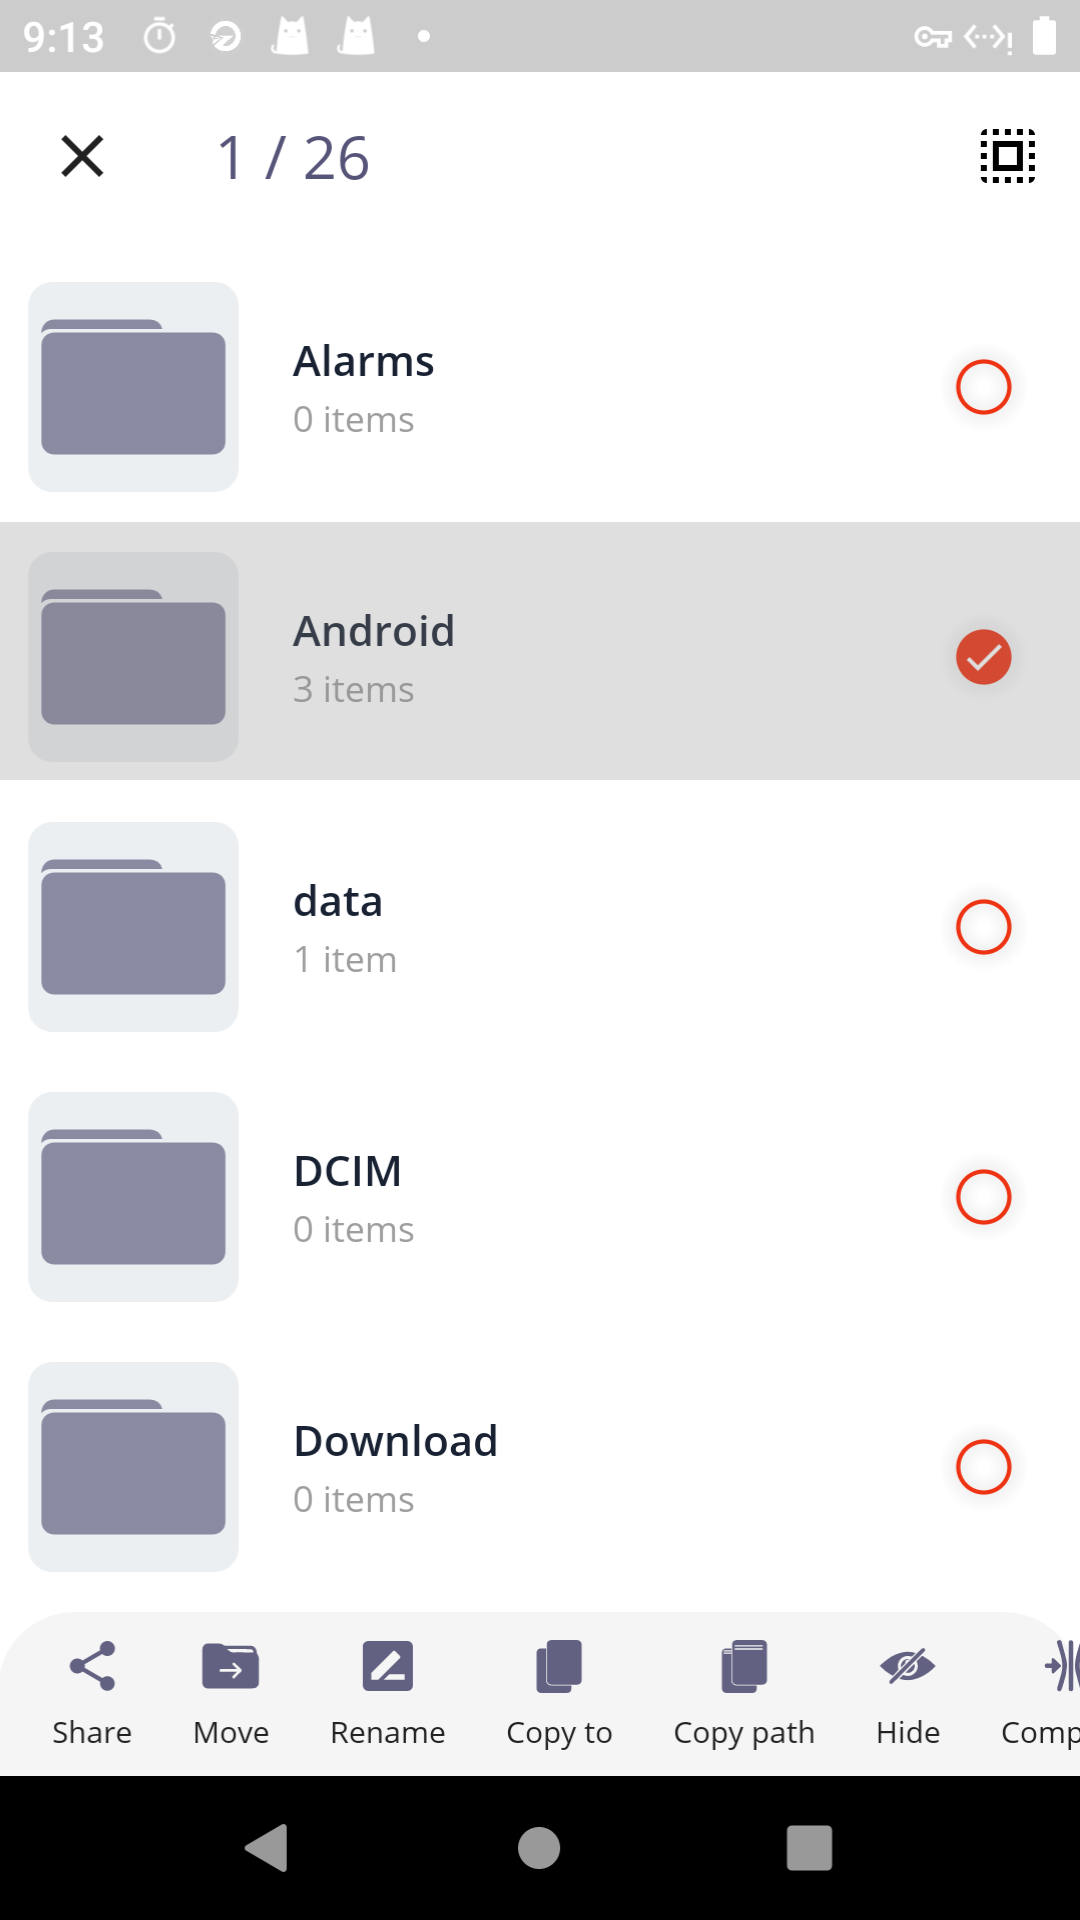 9:13
1 / 26
Alarms
0 items
Android
3 items
data
1 item
DCIM
0 items
Download
0 items
Share Move Rename Copy to Copy path Hide Comp